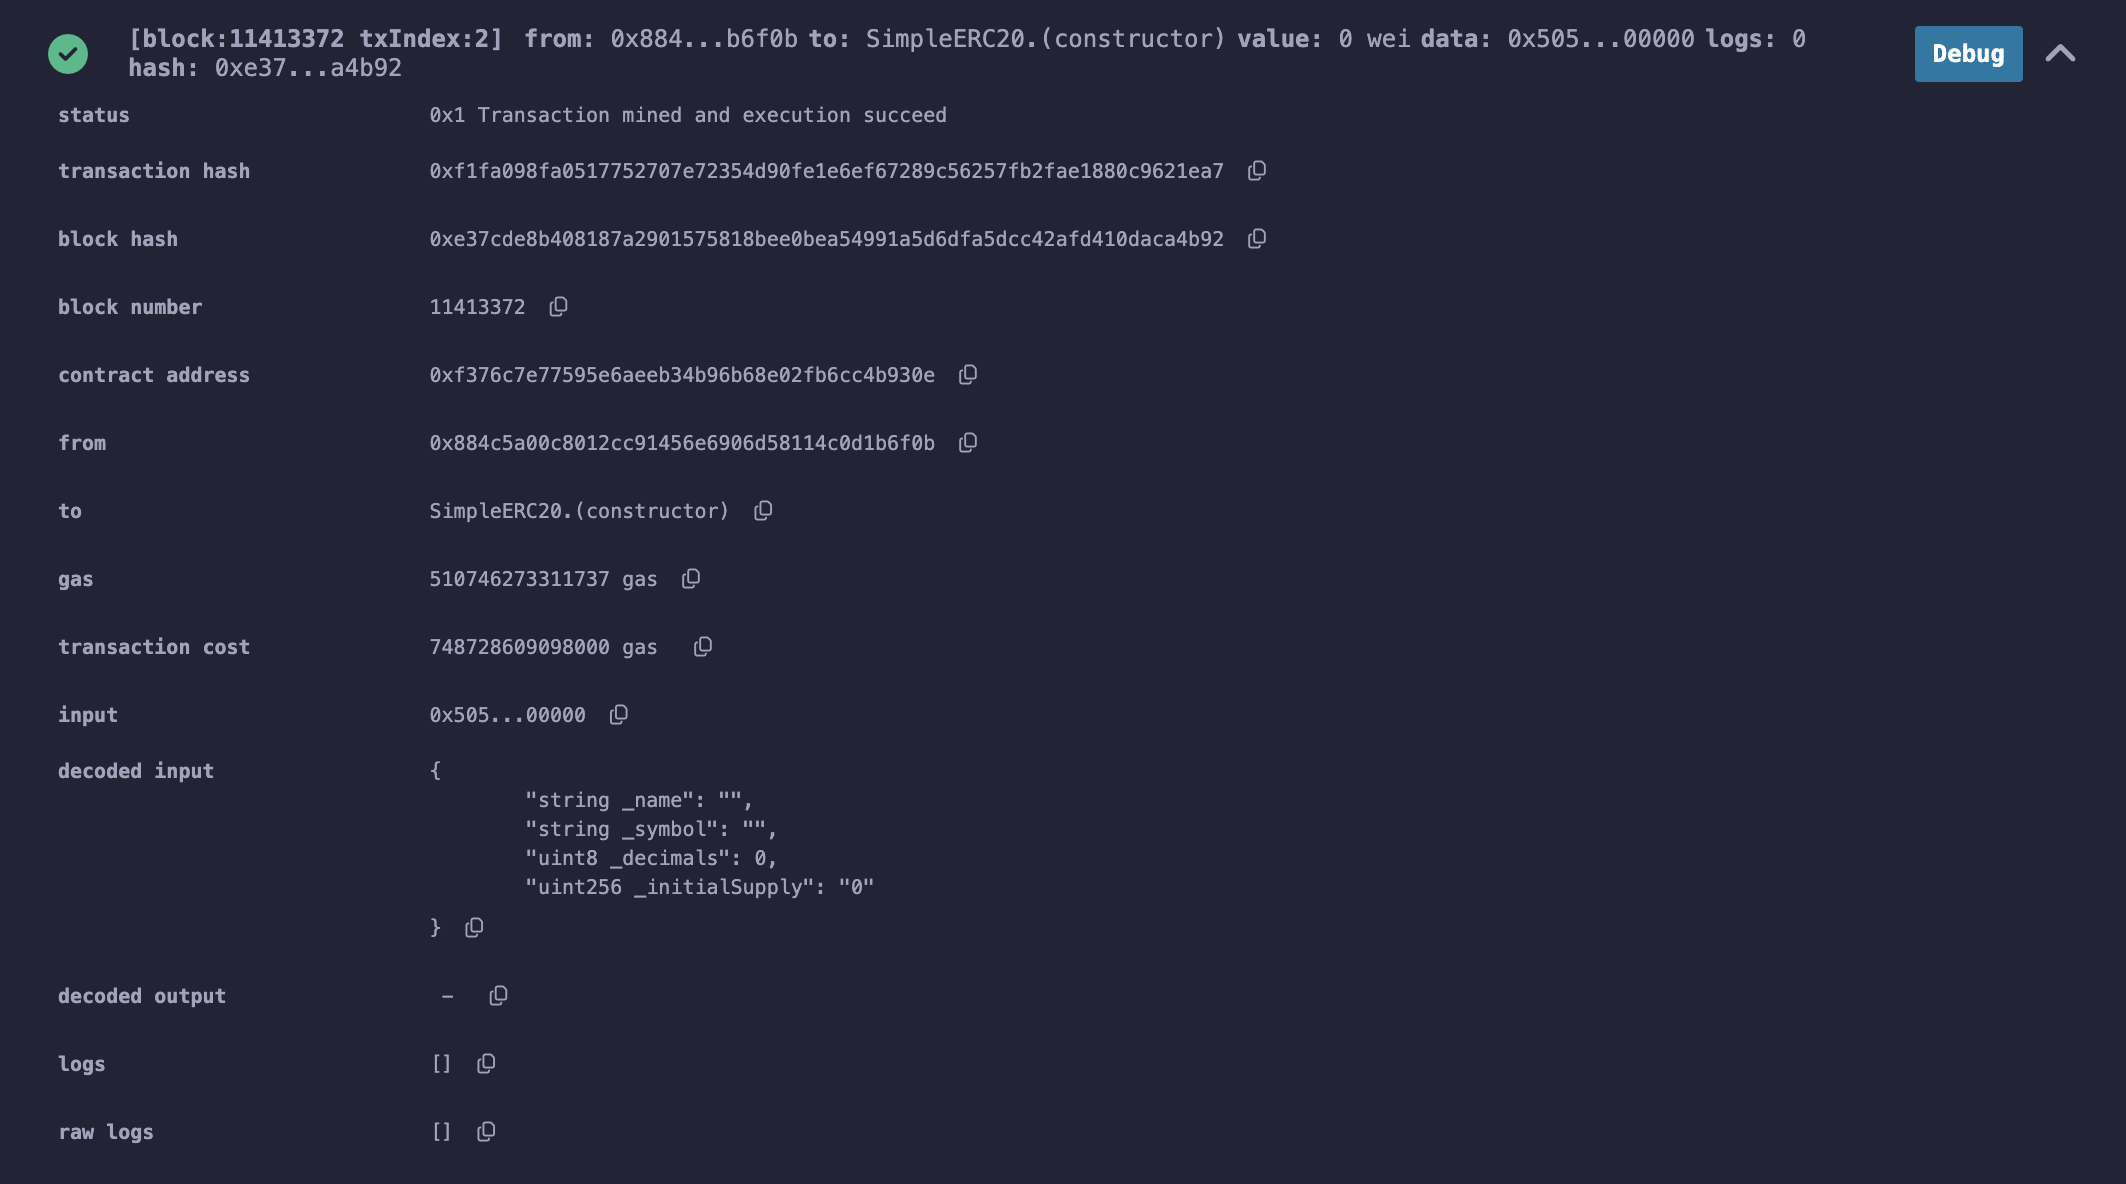 [block:11413372 txIndex:2] from: 0x884...b6f0b to: SimpleERC20.(constructor) value: 0 wei data: 0x505...00000 logs: 0
hash: 0xe37...a4b92
Debug
status 0x1 Transaction mined and execution succeed
transaction hash 0xf1fa098fa0517752707e72354d90fe1e6ef67289c56257fb2fae1880c9621ea7
block hash 0xe37cde8b408187a2901575818bee0bea54991a5d6dfa5dcc42afd410daca4b92
block number 11413372
contract address 0xf376c7e77595e6aeeb34b96b68e02fb6cc4b930e
from 0x884c5a00c8012cc91456e6906d58114c0d1b6f0b
to SimpleERC20.(constructor)
gas 510746273311737 gas
transaction cost 748728609098000 gas
input 0x505...00000
decoded input {
"string _name": "",
"string _symbol": "",
"uint8 _decimals": 0,
"uint256 _initialSupply": "0"
}
decoded output -
logs []
raw logs []